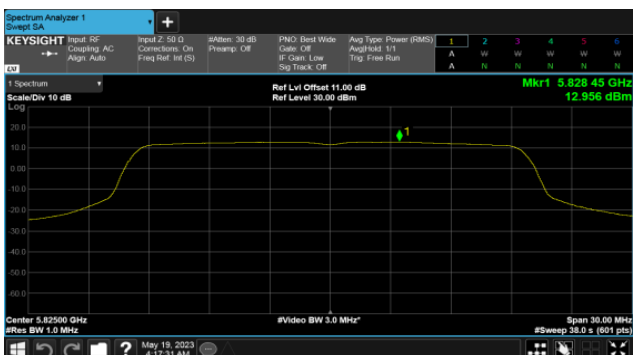 Spectrum Analyzer 1
Swept SA
+
KEYSIGHT Input: RF Input Z: 50 Ω #Atten: 30 dB PNO: Best Wide Avg Type: Power (RMS) 1 2 3 4 5 6
Coupling: AC Corrections: On Preamp: Off Gate: Off Avg|Hold: 1/1 A W W W W W
Align: Auto Freq Ref: Int (S) IF Gain: Low Trig: Free Run
Sig Track: Off A N N N N N
LXI
1 Spectrum
Ref Lvl Offset 11.00 dB Mkr1 5.828 45 GHz
Scale/Div 10 dB Ref Level 30.00 dBm 12.956 dBm
Log
1
20.0
10.0
0.00
-10.0
-20.0
-30.0
-40.0
-50.0
-60.0
Center 5.82500 GHz #Video BW 3.0 MHz* Span 30.00 MHz
#Res BW 1.0 MHz #Sweep 38.0 s (601 pts)
? May 19, 2023
4:17:31 AM